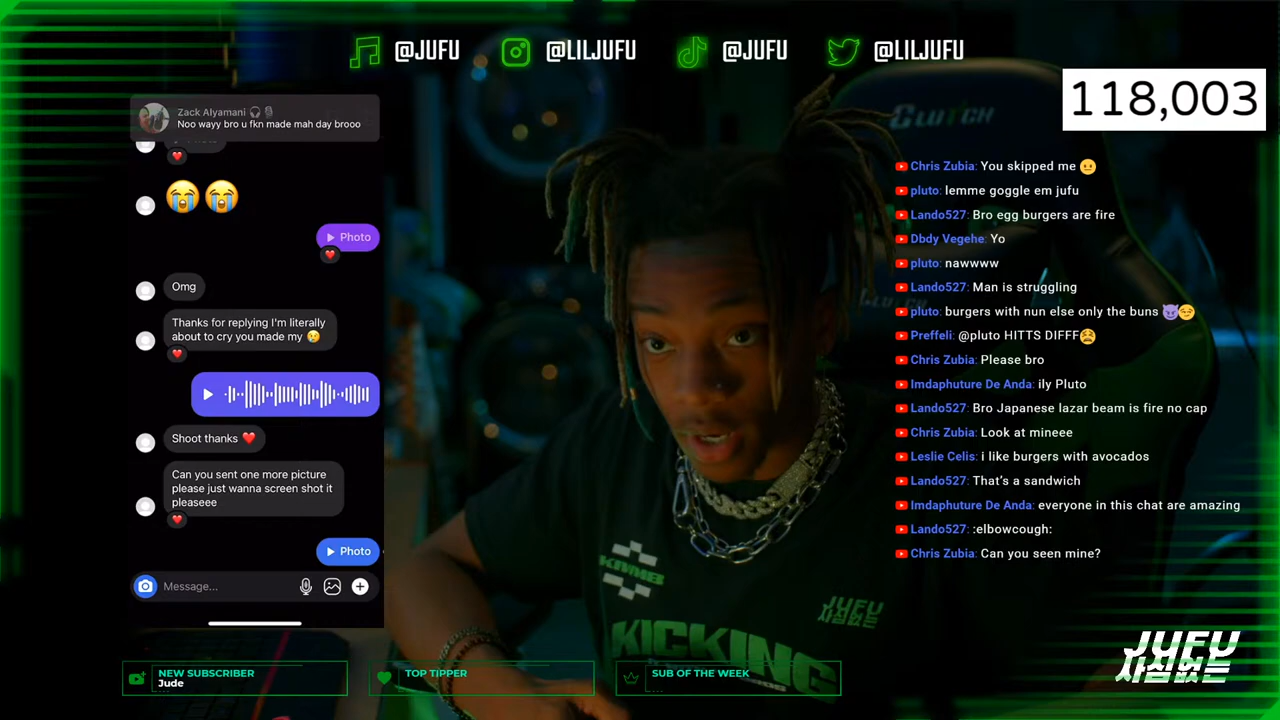 @JUFU @LILJUFU @JUFU @LILJUFU
118,003
Zack Alyamani
Noo wayy bro u fkn made mah day brooo
Photo
Omg
Thanks for replying I'm literally
about to cry you made my 😢
Shoot thanks ❤️
Can you sent one more picture
please just wanna screen shot it
pleaseee
Photo
Message...
CLUTCH
Chris Zubia: You skipped me 😐
pluto: lemme goggle em jufu
Lando527: Bro egg burgers are fire
Dbdy Vegehe: Yo
pluto: nawwww
Lando527: Man is struggling
pluto: burgers with nun else only the buns 😈😌
Preffeli: @pluto HITTS DIFFF😫
Chris Zubia: Please bro
Imdaphuture De Anda: ily Pluto
Lando527: Bro Japanese lazar beam is fire no cap
Chris Zubia: Look at mineee
Leslie Celis: i like burgers with avocados
Lando527: That's a sandwich
Imdaphuture De Anda: everyone in this chat are amazing
Lando527: :elbowcough:
Chris Zubia: Can you seen mine?
JUFU
KICKING
NEW SUBSCRIBER
Jude
TOP TIPPER
SUB OF THE WEEK
JUFU
사심없는